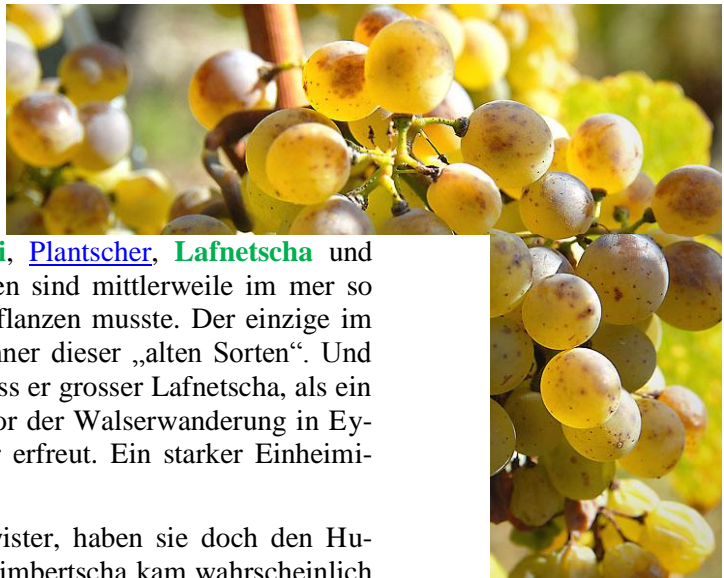 i, Plantscher, Lafnetscha und
en sind mittlerweile im mer so
flanzen musste. Der einzige im
ner dieser „alten Sorten“. Und
ss er grosser Lafnetscha, als ein
or der Walserwanderung in Ey-
r erfreut. Ein starker Einheimi-
vister, haben sie doch den Hu-
imbertscha kam wahrscheinlich